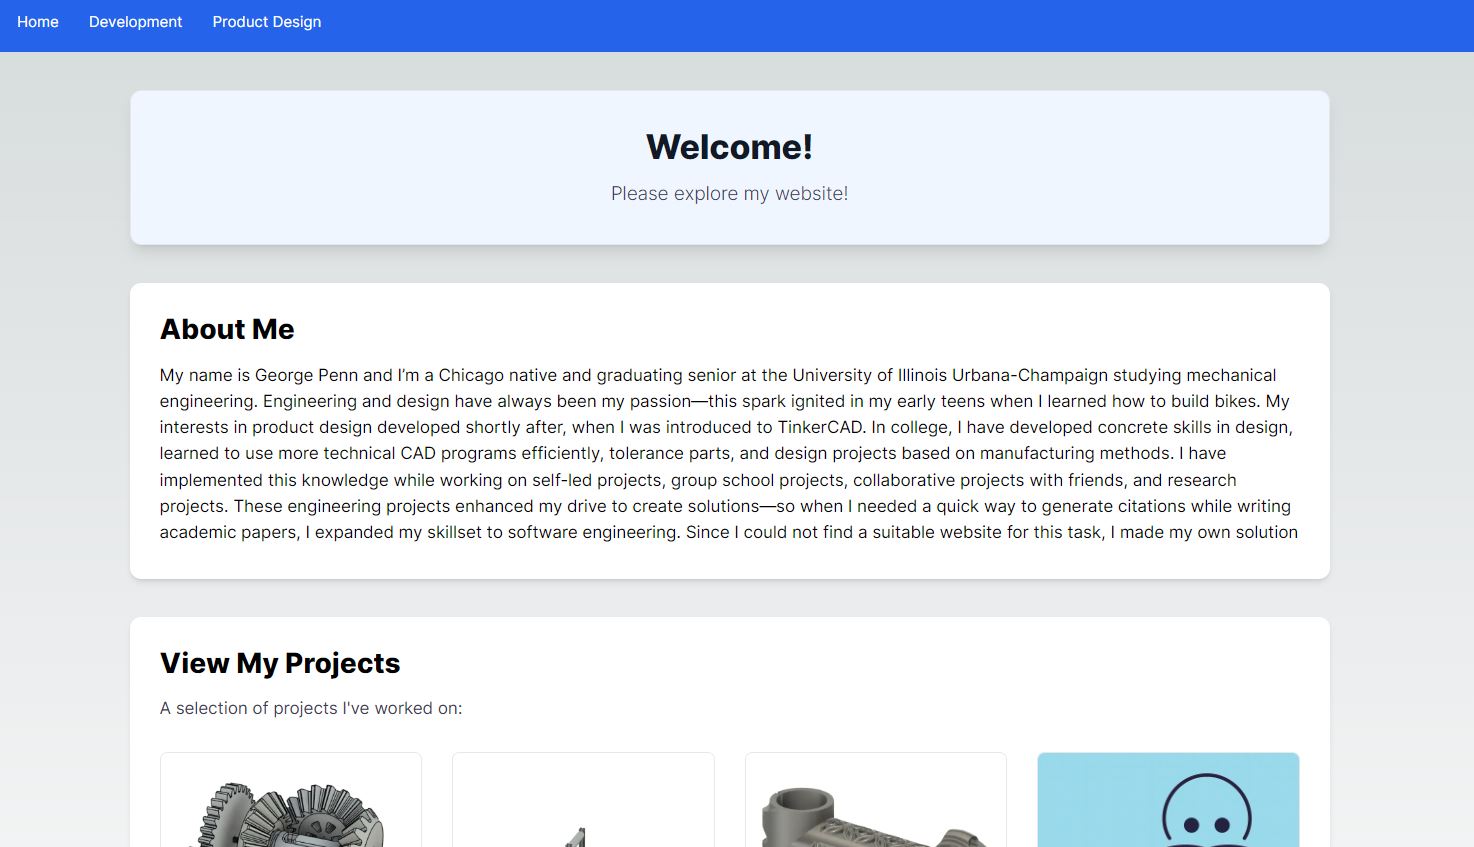 Home Development Product Design
Welcome!
Please explore my website!
About Me
My name is George Penn and I’m a Chicago native and graduating senior at the University of Illinois Urbana-Champaign studying mechanical
engineering. Engineering and design have always been my passion—this spark ignited in my early teens when I learned how to build bikes. My
interests in product design developed shortly after, when I was introduced to TinkerCAD. In college, I have developed concrete skills in design,
learned to use more technical CAD programs efficiently, tolerance parts, and design projects based on manufacturing methods. I have
implemented this knowledge while working on self-led projects, group school projects, collaborative projects with friends, and research
projects. These engineering projects enhanced my drive to create solutions—so when I needed a quick way to generate citations while writing
academic papers, I expanded my skillset to software engineering. Since I could not find a suitable website for this task, I made my own solution
View My Projects
A selection of projects I've worked on: